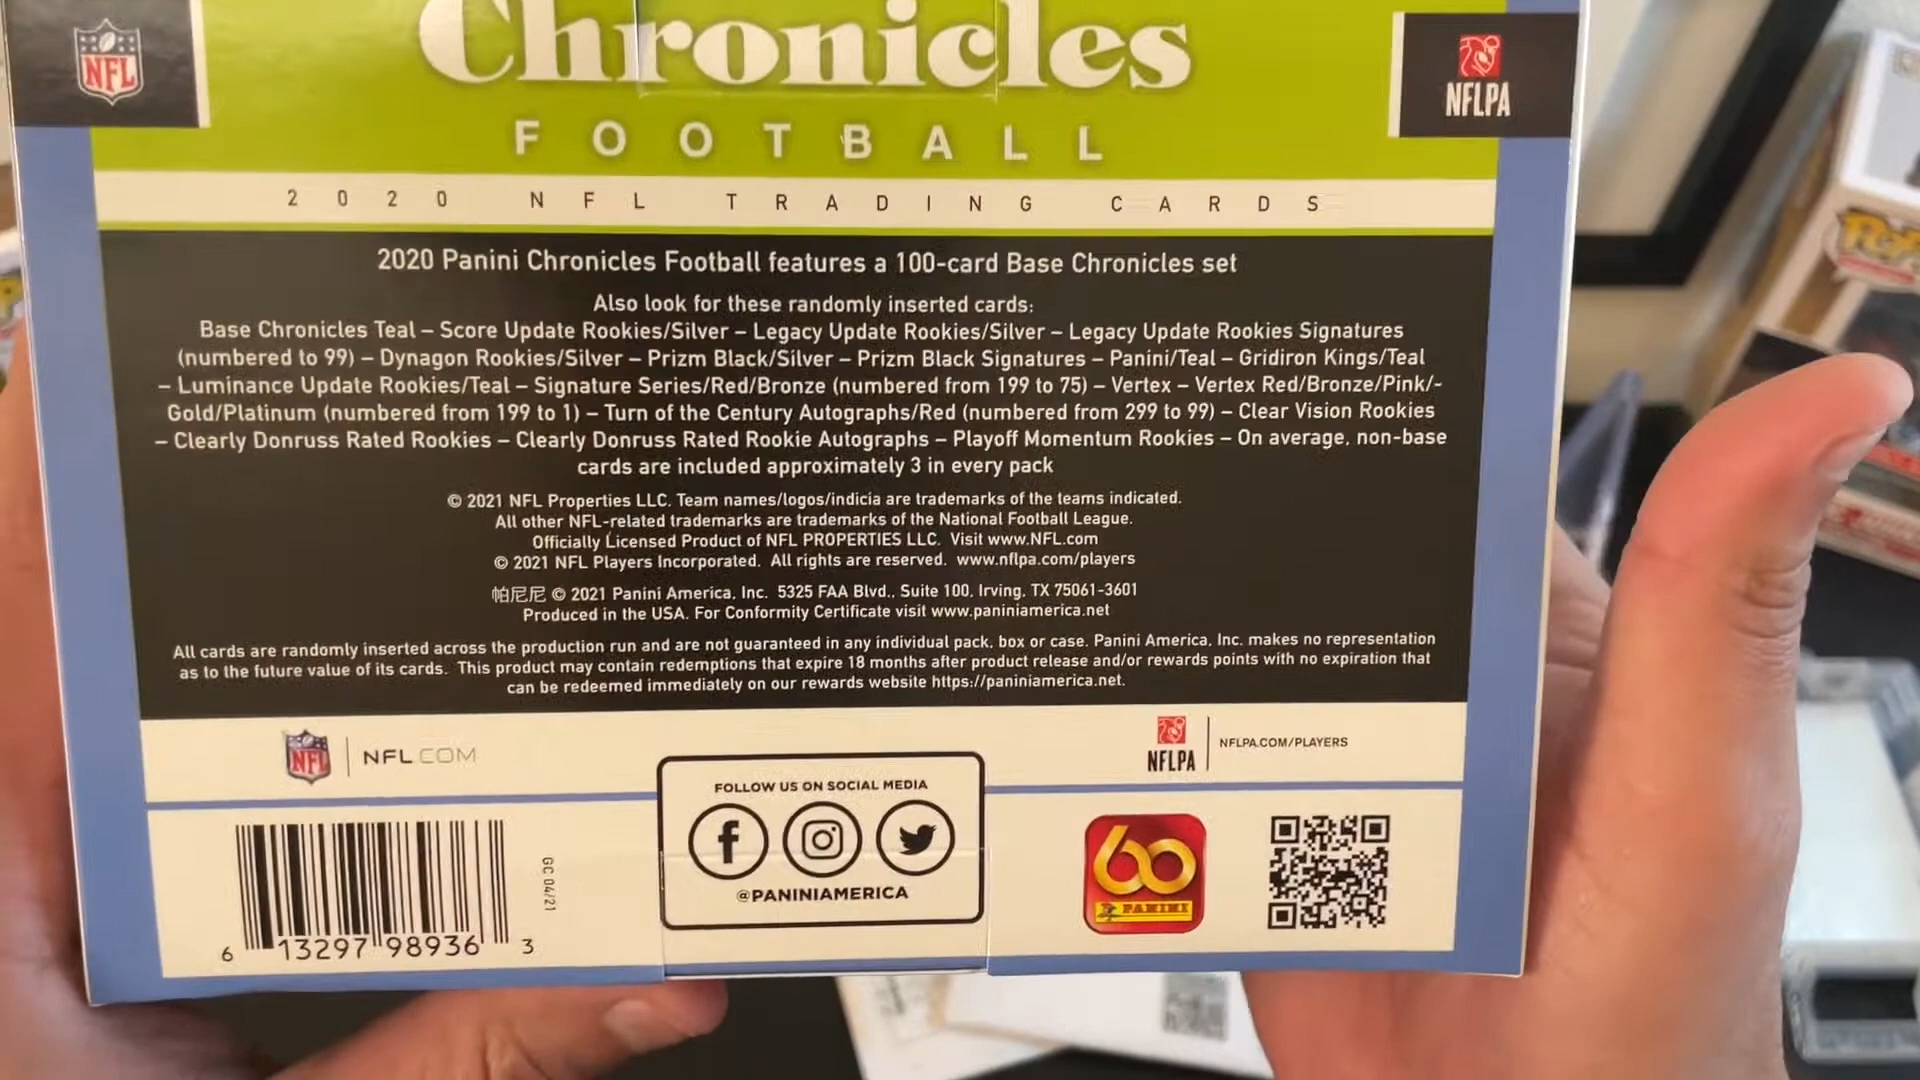 Chronicles
FOOTBALL
2020 NFL TRADING CARDS
NFL
NFLPA
2020 Panini Chronicles Football features a 100-card Base Chronicles set
Also look for these randomly inserted cards:
Base Chronicles Teal – Score Update Rookies/Silver – Legacy Update Rookies/Silver – Legacy Update Rookies Signatures
(numbered to 99) – Dynagon Rookies/Silver – Prizm Black/Silver – Prizm Black Signatures – Panini/Teal – Gridiron Kings/Teal
– Luminance Update Rookies/Teal – Signature Series/Red/Bronze (numbered from 199 to 75) – Vertex – Vertex Red/Bronze/Pink/-
Gold/Platinum (numbered from 199 to 1) – Turn of the Century Autographs/Red (numbered from 299 to 99) – Clear Vision Rookies
– Clearly Donruss Rated Rookies – Clearly Donruss Rated Rookie Autographs – Playoff Momentum Rookies – On average, non-base
cards are included approximately 3 in every pack
© 2021 NFL Properties LLC. Team names/logos/indicia are trademarks of the teams indicated.
All other NFL-related trademarks are trademarks of the National Football League.
Officially Licensed Product of NFL PROPERTIES LLC. Visit www.NFL.com
© 2021 NFL Players Incorporated. All rights are reserved. www.nflpa.com/players
帕尼尼 © 2021 Panini America, Inc. 5325 FAA Blvd., Suite 100, Irving, TX 75061-3601
Produced in the USA. For Conformity Certificate visit www.paniniamerica.net
All cards are randomly inserted across the production run and are not guaranteed in any individual pack, box or case. Panini America, Inc. makes no representation
as to the future value of its cards. This product may contain redemptions that expire 18 months after product release and/or rewards points with no expiration that
can be redeemed immediately on our rewards website https://paniniamerica.net.
NFL NFL.COM
NFLPA NFLPA.COM/PLAYERS
FOLLOW US ON SOCIAL MEDIA
@PANINIAMERICA
GC 04/21
6 13297 98936 3
60
PANINI